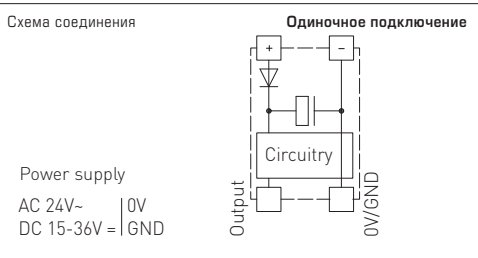 Схема соединения
Одиночное подключение
+ −
Circuitry
Power supply
AC 24V~ | 0V
DC 15-36V = | GND
Output
0V/GND